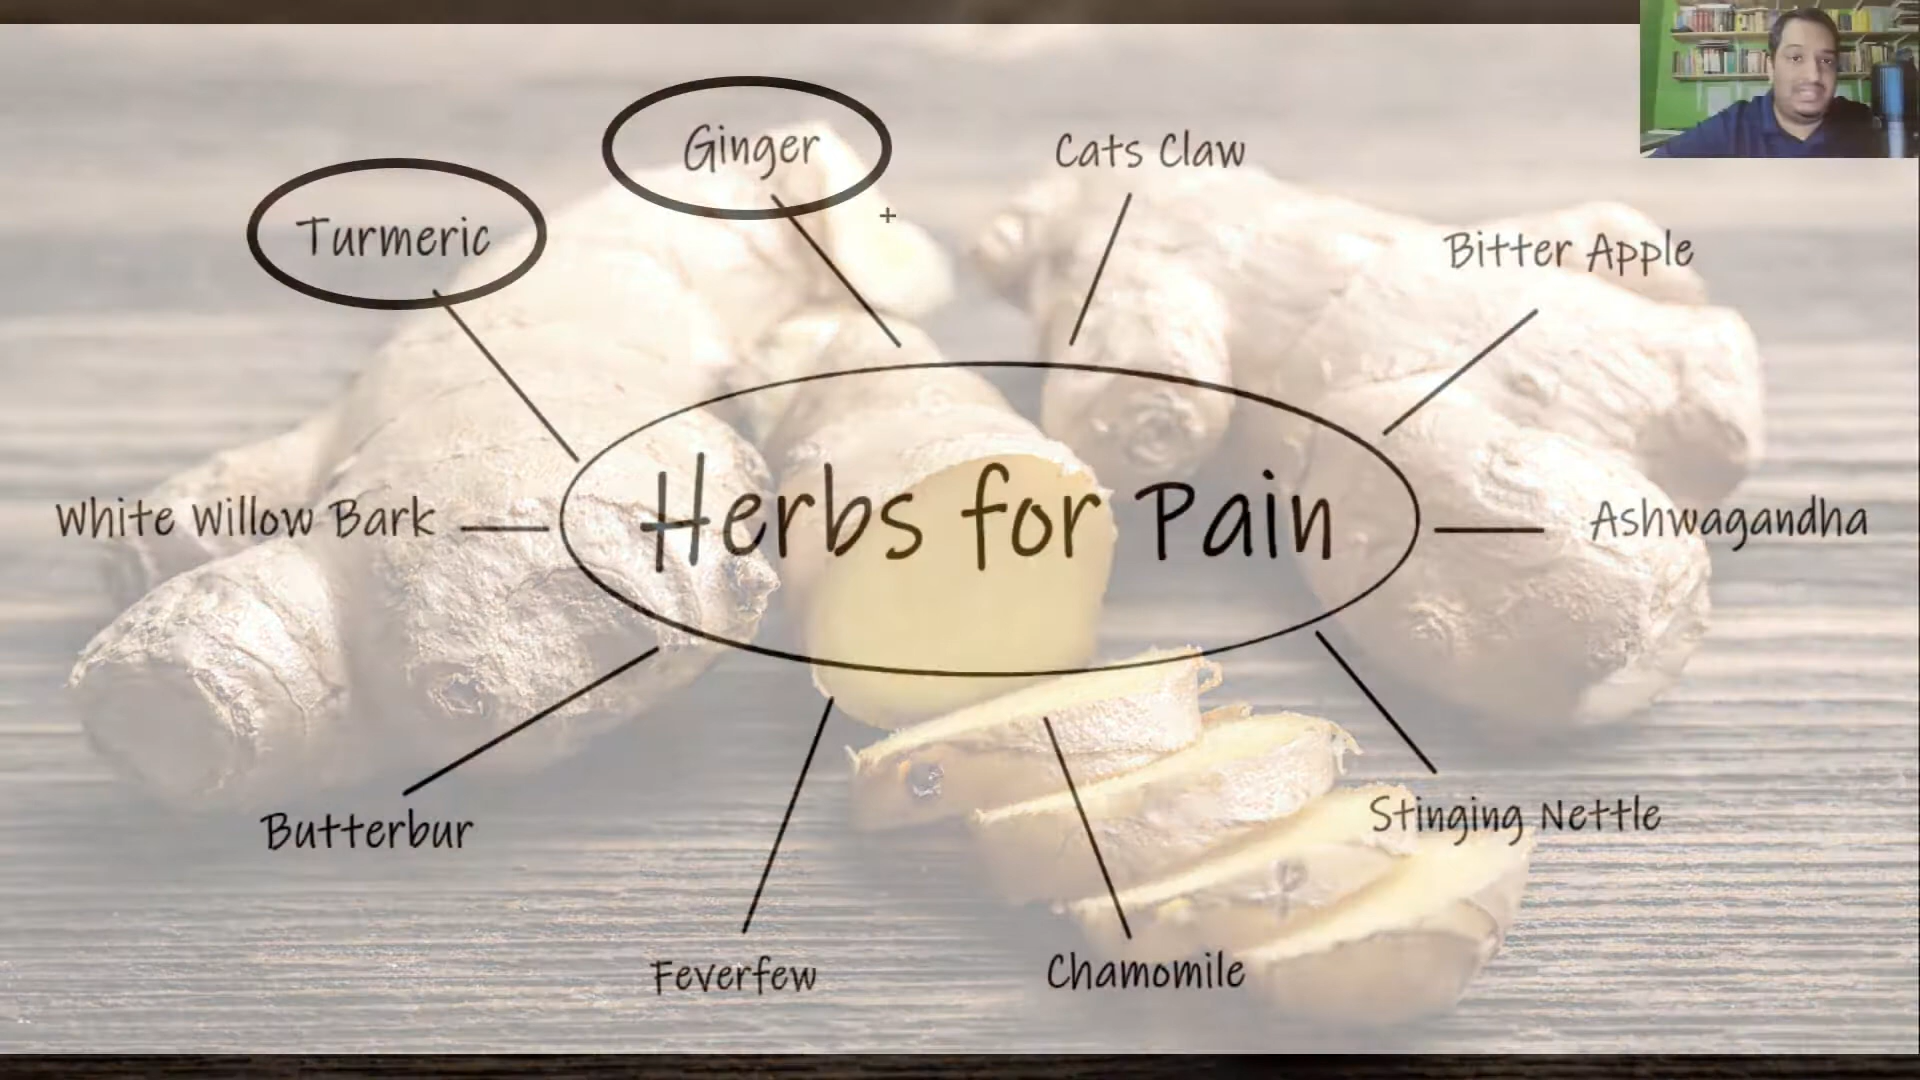 Ginger
Cats Claw
Turmeric
Bitter Apple
White Willow Bark
Herbs for Pain
Ashwagandha
Butterbur
Stinging Nettle
Feverfew
Chamomile